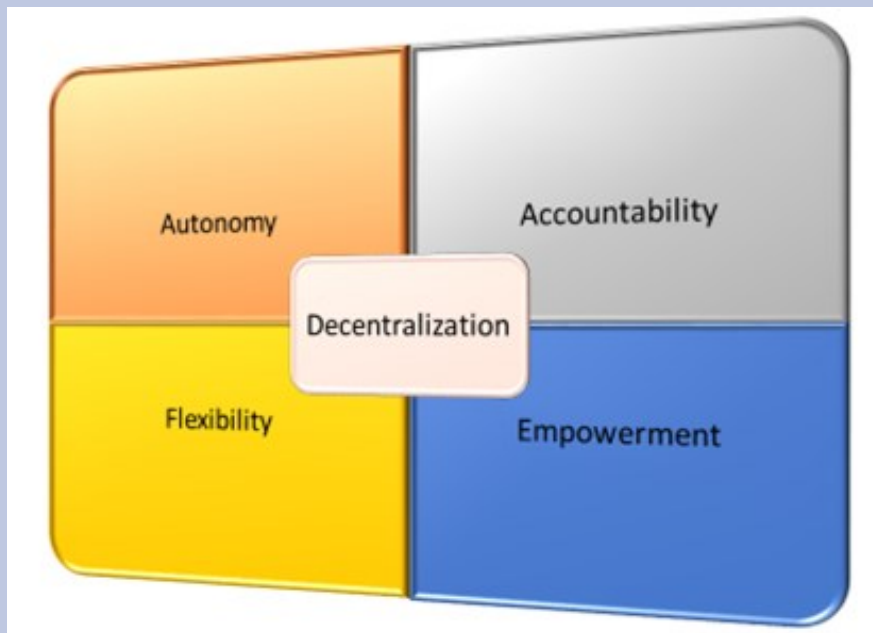 Autonomy
Accountability
Decentralization
Flexibility
Empowerment